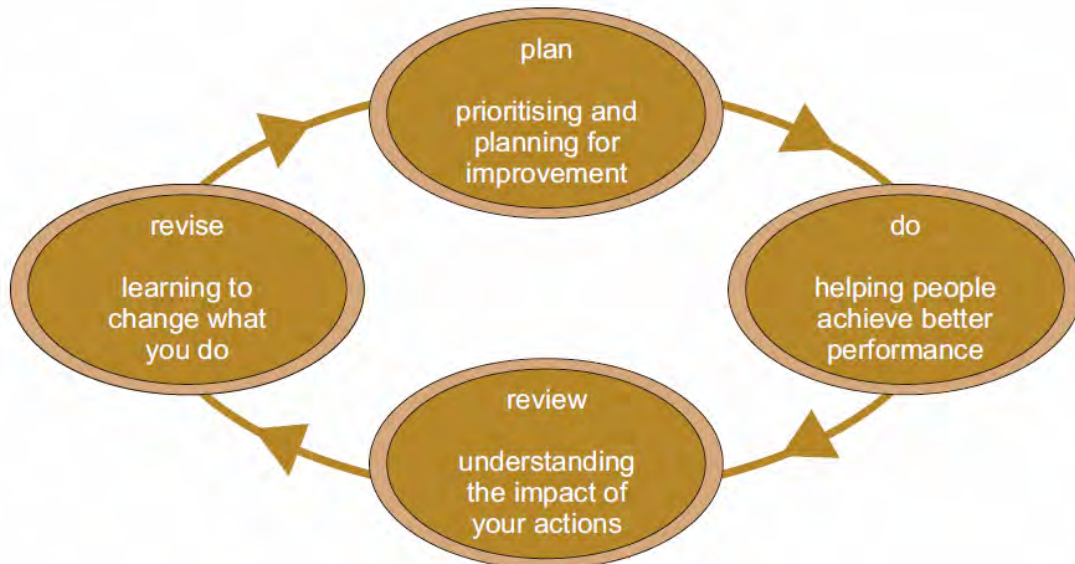 plan
prioritising and
planning for
improvement
do
helping people
achieve better
performance
review
understanding
the impact of
your actions
revise
learning to
change what
you do